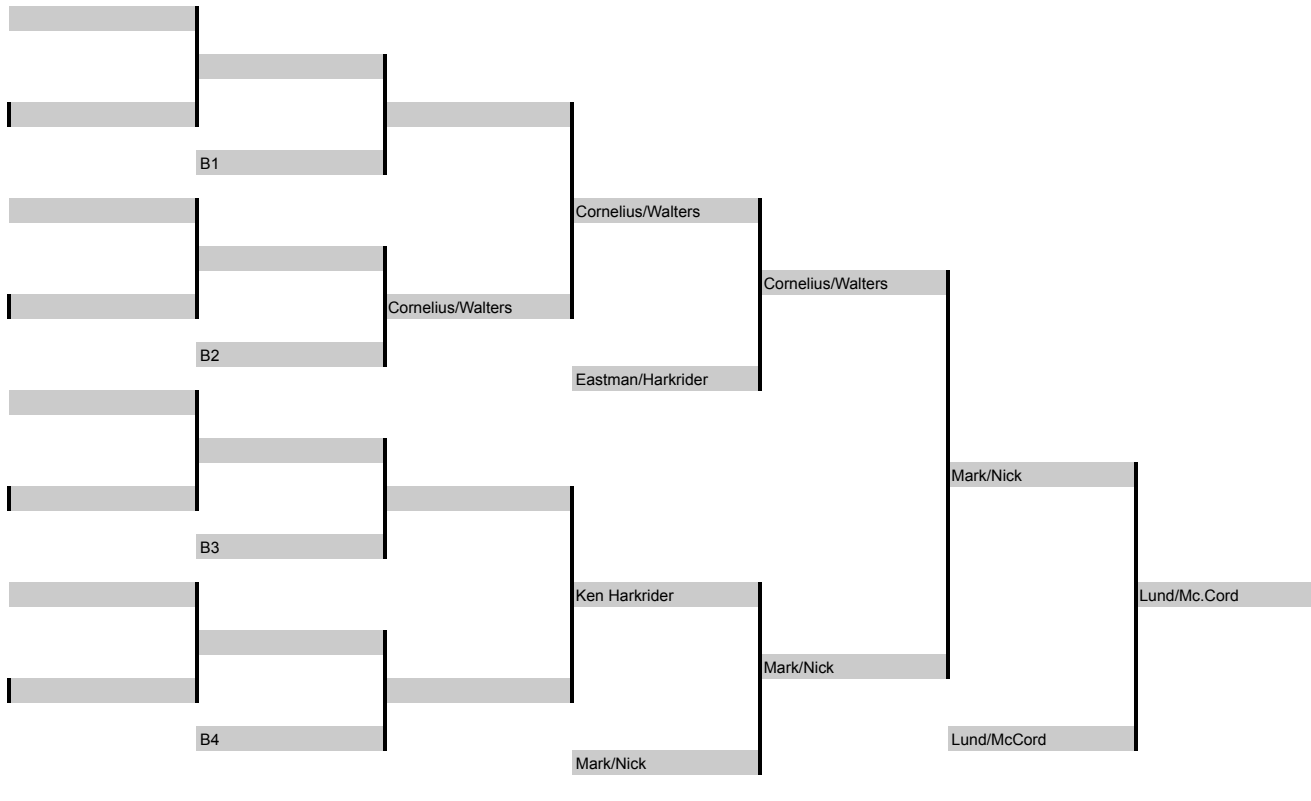 B1
Cornelius/Walters
Cornelius/Walters
Cornelius/Walters
B2
Eastman/Harkrider
Mark/Nick
B3
Ken Harkrider
Lund/Mc.Cord
Mark/Nick
B4
Lund/McCord
Mark/Nick